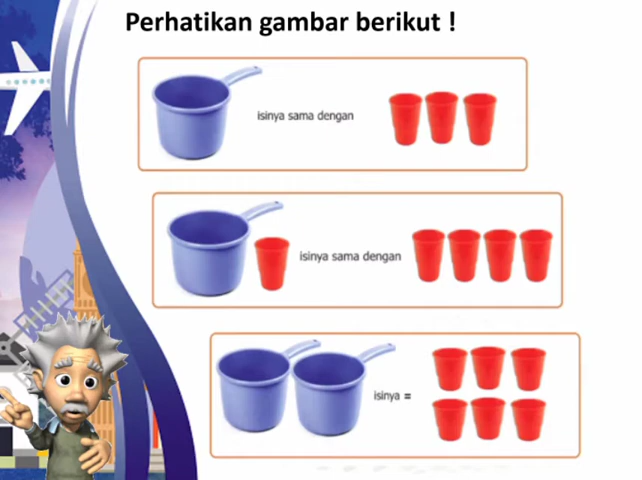 Perhatikan gambar berikut !
isinya sama dengan
isinya sama dengan
isinya =